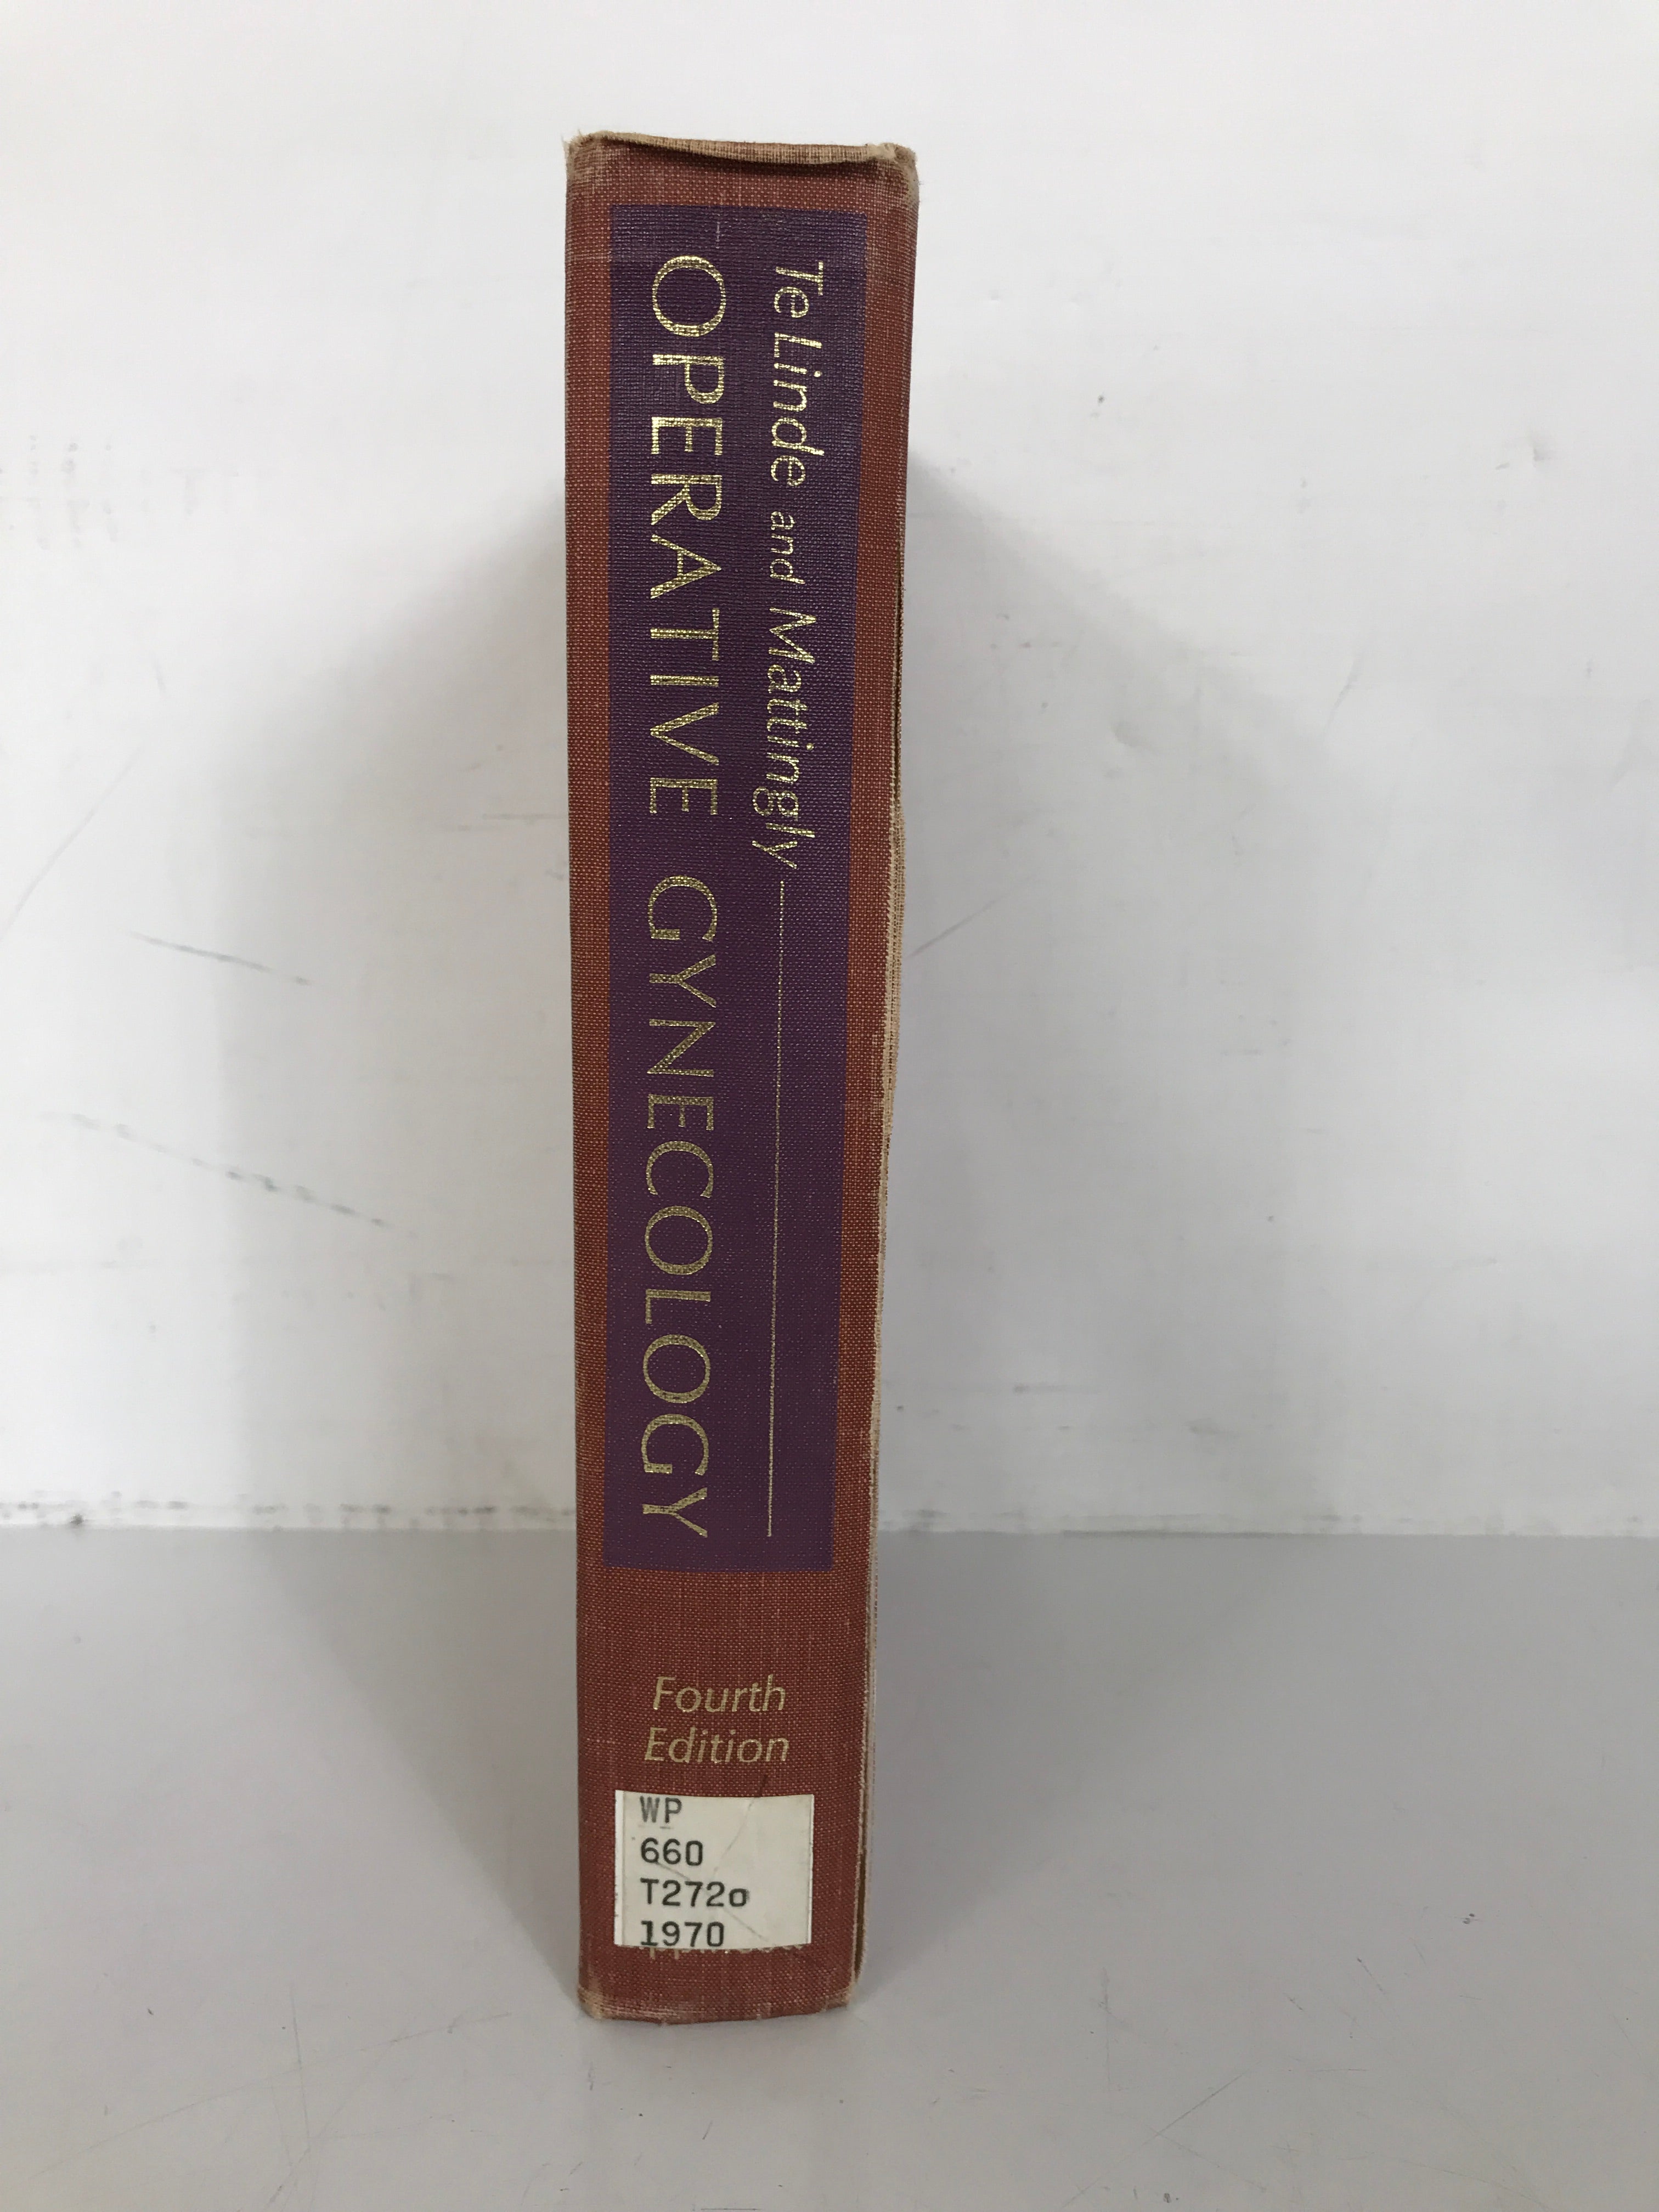 Te Linde and Mattingly
OPERATIVE GYNECOLOGY
Fourth
Edition
WP
660
T272o
1970